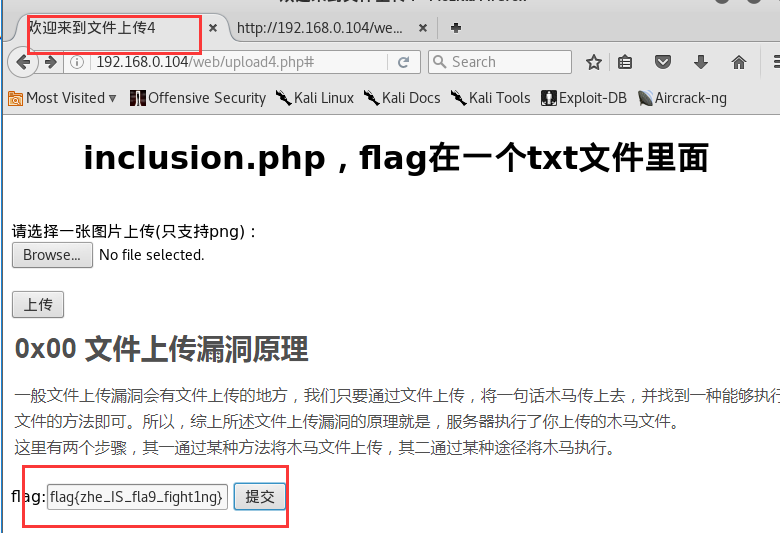 欢迎来到文件上传4
http://192.168.0.104/we...
192.168.0.104/web/upload4.php#
Search
Most Visited
Offensive Security
Kali Linux
Kali Docs
Kali Tools
Exploit-DB
Aircrack-ng
inclusion.php，flag在一个txt文件里面
请选择一张图片上传(只支持png)：
Browse... No file selected.
上传
0x00 文件上传漏洞原理
一般文件上传漏洞会有文件上传的地方，我们只要通过文件上传，将一句话木马传上去，并找到一种能够执行
文件的方法即可。所以，综上所述文件上传漏洞的原理就是，服务器执行了你上传的木马文件。
这里有两个步骤，其一通过某种方法将木马文件上传，其二通过某种途径将木马执行。
flag: flag{zhe_IS_fla9_fight1ng} 提交